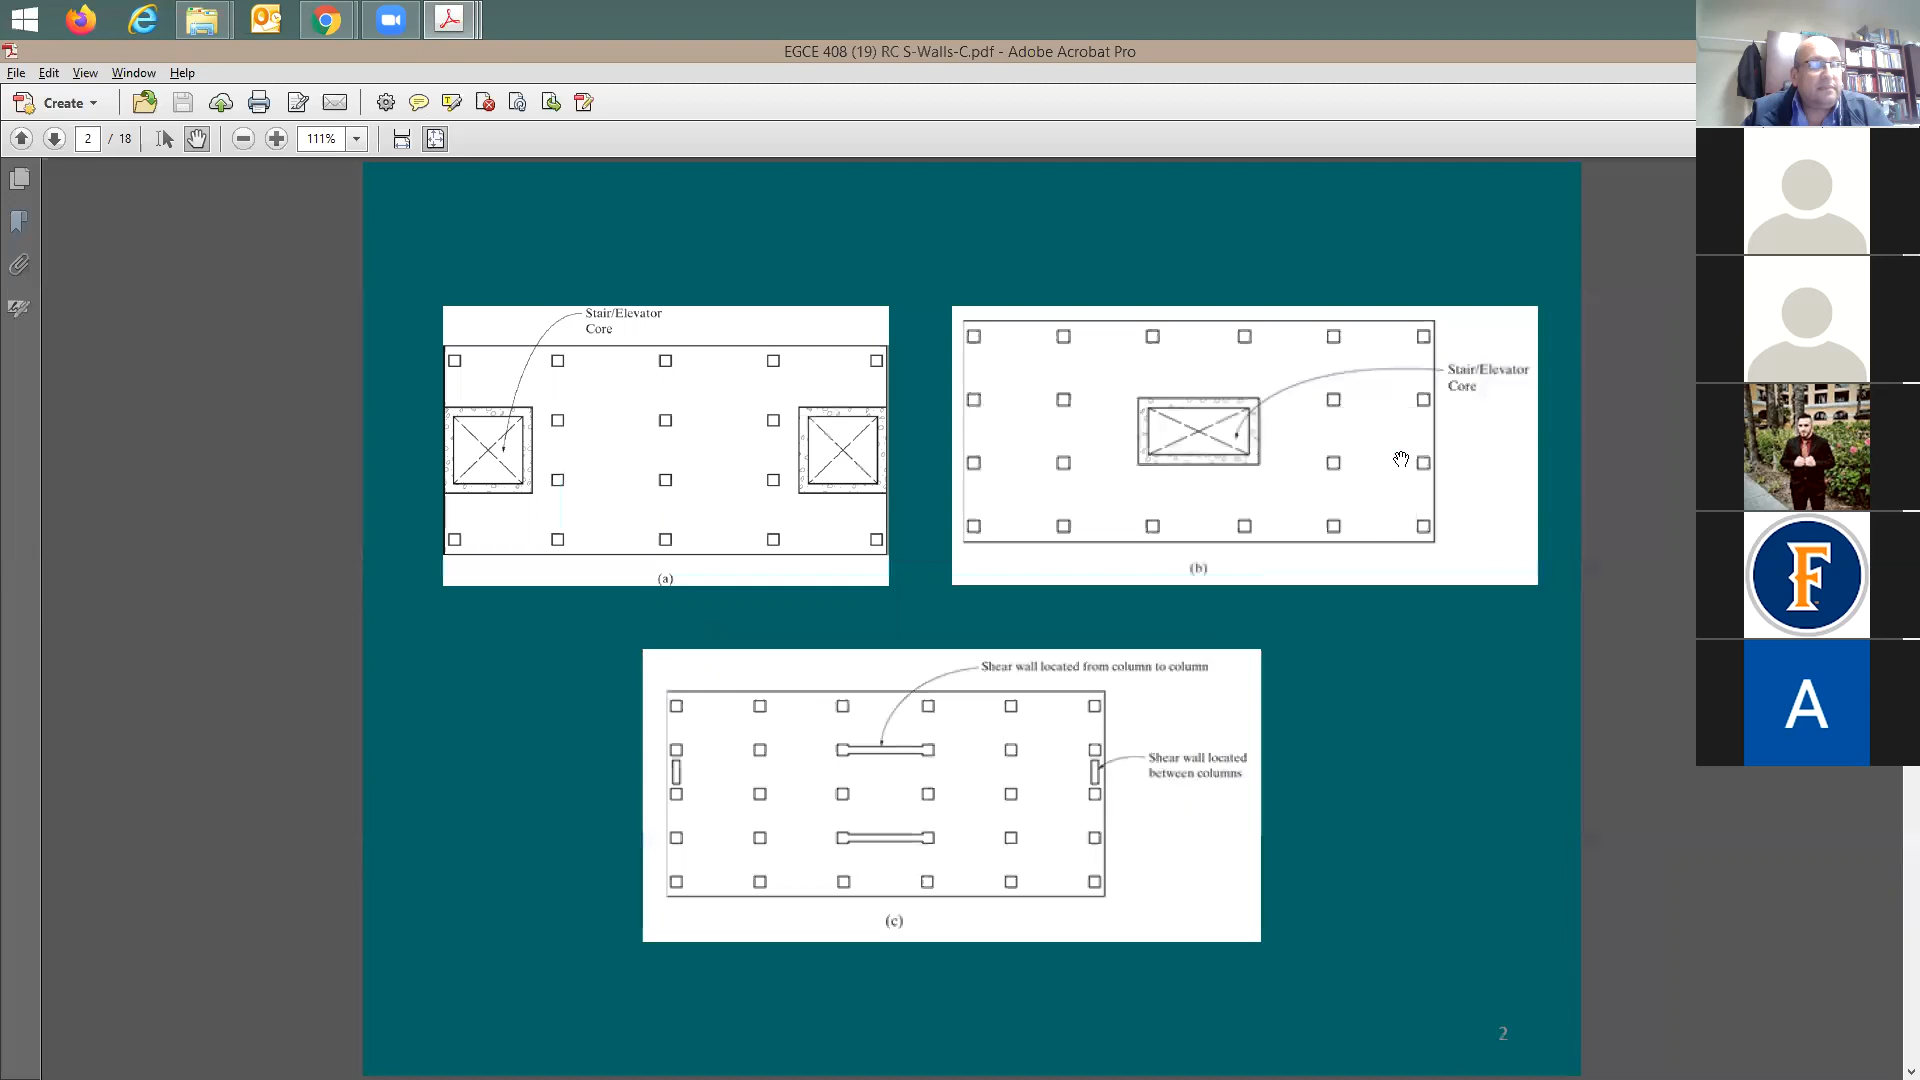 EGCE 408 (19) RC S-Walls-C.pdf - Adobe Acrobat Pro
File Edit View Window Help
Create
2 / 18 111%
Stair/Elevator
Core
(a)
Stair/Elevator
Core
(b)
Shear wall located from column to column
Shear wall located
between columns
(c)
2
F
A